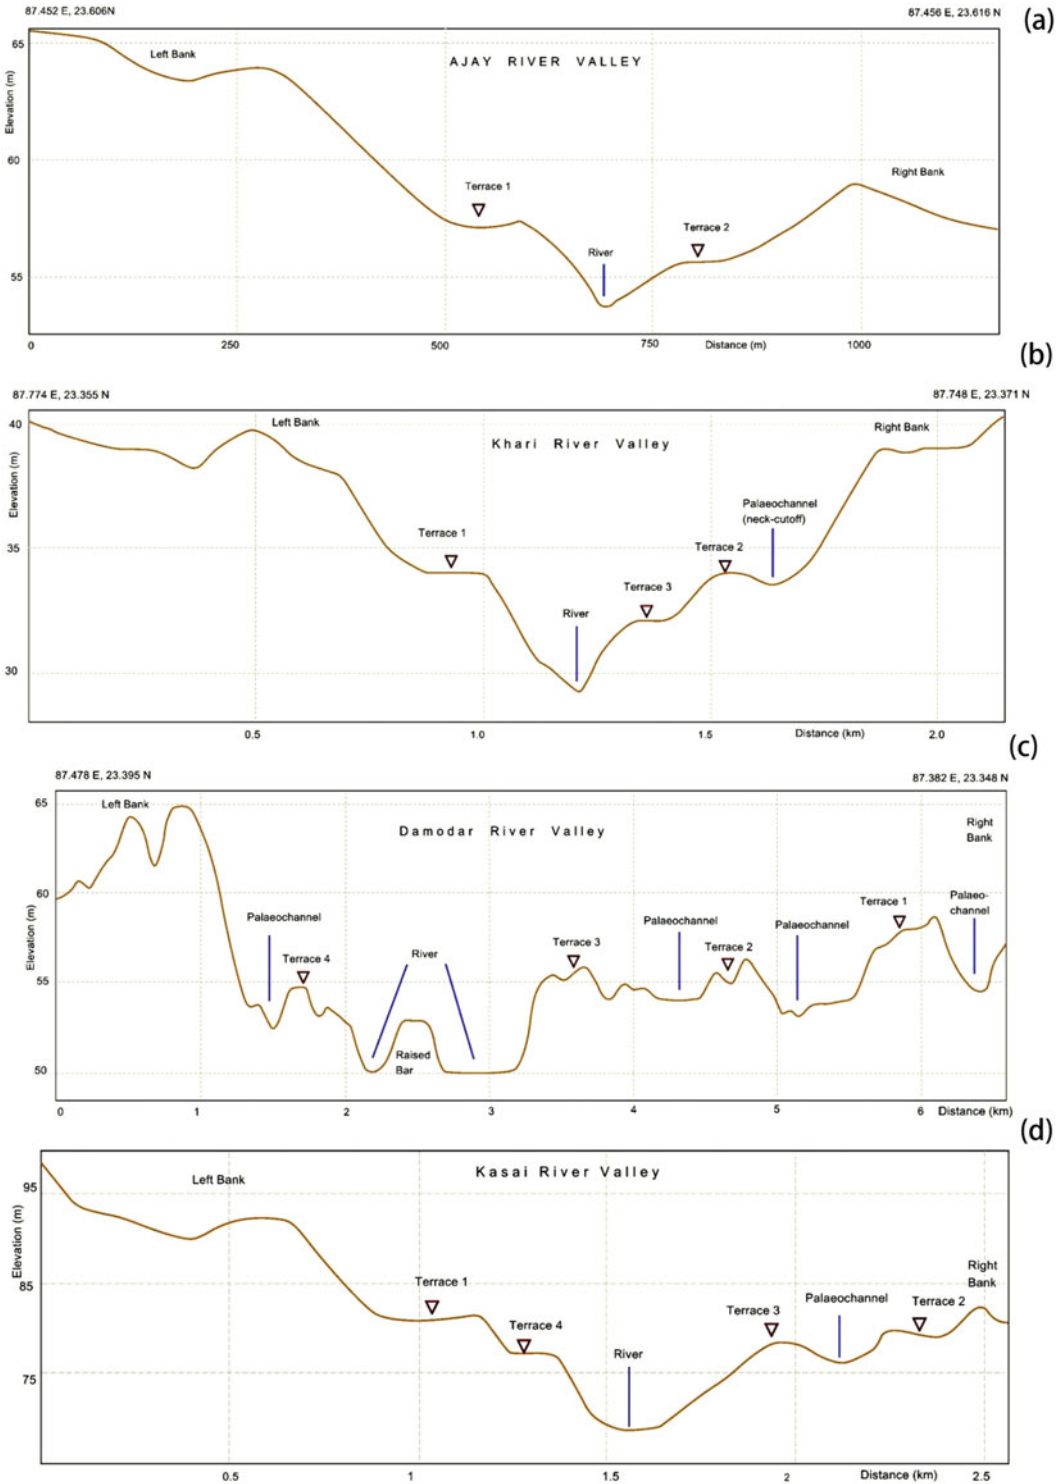 87.452 E, 23.606N
87.456 E, 23.616 N
(a)
65
Left Bank
AJAY RIVER VALLEY
Elevation (m)
60
Right Bank
Terrace 1
Terrace 2
River
55
0
250
500
750
Distance (m)
1000
(b)
87.774 E, 23.355 N
87.748 E, 23.371 N
40
Left Bank
Khari River Valley
Right Bank
Elevation (m)
Palaeochannel
(neck-cutoff)
Terrace 1
35
Terrace 2
Terrace 3
River
30
0.5
1.0
1.5
Distance (km)
2.0
(c)
87.478 E, 23.395 N
87.382 E, 23.348 N
65
Left Bank
Damodar River Valley
Right
Bank
Elevation (m)
60
Palaeochannel
Terrace 4
River
Terrace 3
Palaeochannel
Terrace 2
Palaeochannel
Terrace 1
Palaeo-
channel
55
Raised
Bar
50
0
1
2
3
4
5
6
Distance (km)
(d)
Kasai River Valley
Left Bank
95
Elevation (m)
Right
Bank
85
Terrace 1
Terrace 4
River
Terrace 3
Palaeochannel
Terrace 2
75
0.5
1
1.5
2
Distance (km)
2.5